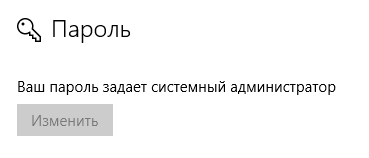 Пароль
Ваш пароль задает системный администратор
Изменить